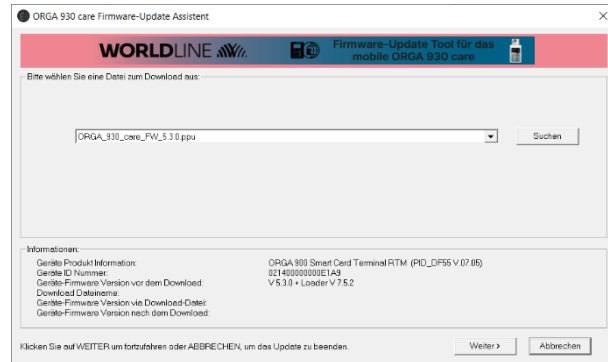 ORGA 930 care Firmware-Update Assistent
WORLDLINE
Firmware-Update Tool für das
mobile ORGA 930 care
Bitte wählen Sie eine Datei zum Download aus:
ORGA_930_care_FW_5.3.0.ppu
Suchen
Informationen:
Geräte Produkt Information: ORGA 900 Smart Card Terminal RTM (PID_DF55 V.07.05)
Geräte ID Nummer: 021400000000E1A9
Geräte-Firmware Version vor dem Download: V 5.3.0 + Loader V 7.5.2
Download Dateiname:
Geräte-Firmware Version via Download-Datei:
Geräte-Firmware Version nach dem Download:
Klicken Sie auf WEITER um fortzufahren oder ABBRECHEN, um das Update zu beenden.
Weiter >
Abbrechen